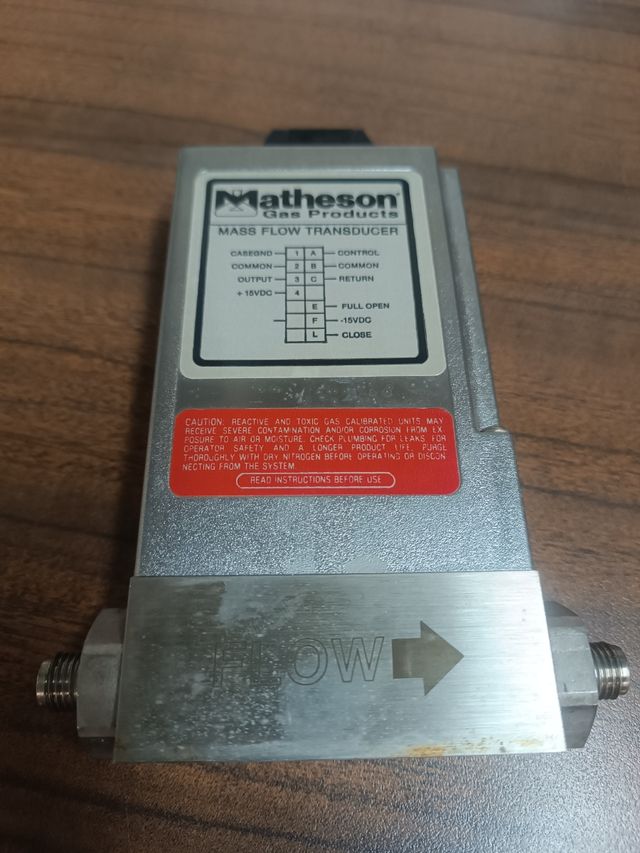 Matheson
Gas Products
MASS FLOW TRANSDUCER
CASEGND 1 A CONTROL
COMMON 2 B COMMON
OUTPUT 3 C RETURN
+15VDC 4
E FULL OPEN
F -15VDC
L CLOSE
CAUTION: REACTIVE AND TOXIC GAS CALIBRATED UNITS MAY
RECEIVE SEVERE CONTAMINATION AND/OR CORROSION FROM EX
POSURE TO AIR OR MOISTURE. CHECK PLUMBING FOR LEAKS. FOR
OPERATOR SAFETY AND A LONGER PRODUCT LIFE, PURGE
THOROUGHLY WITH DRY NITROGEN BEFORE OPERATING OR DISCON
NECTING FROM THE SYSTEM.
READ INSTRUCTIONS BEFORE USE
FLOW